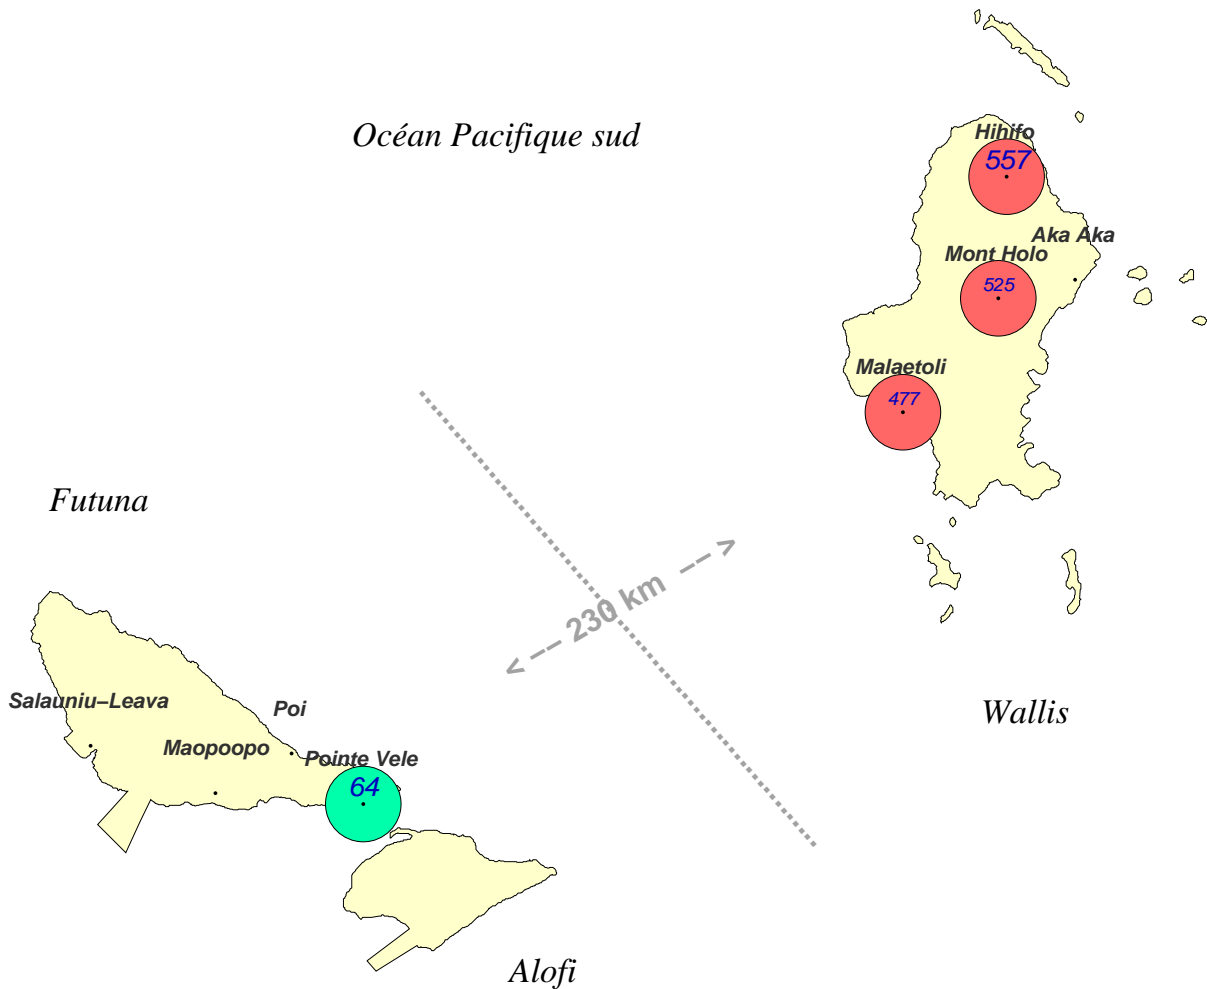 Océan Pacifique sud
Hihifo
557
Aka Aka
Mont Holo
525
Malaetoli
477
Futuna
<−− 230 km −−>
Salauniu−Leava
Poi
Wallis
Maopoopo
Pointe Vele
64
Alofi